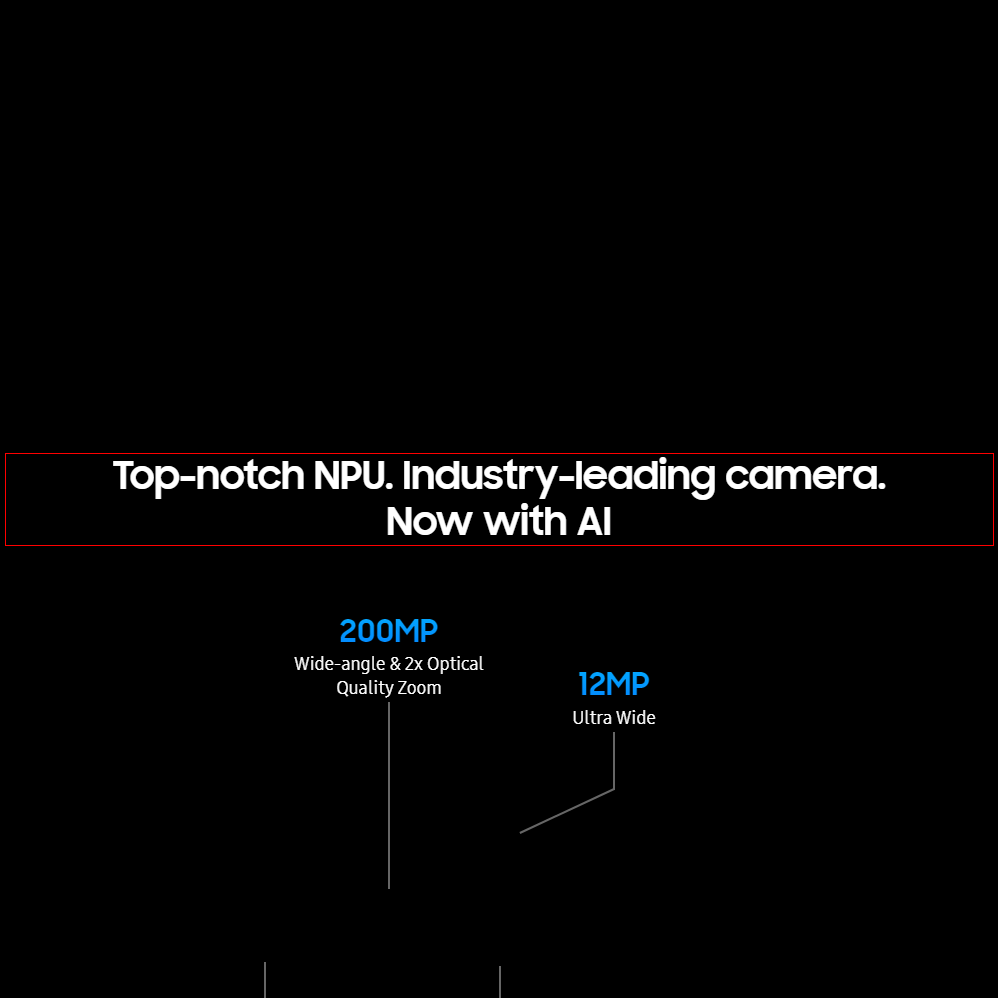 Top-notch NPU. Industry-leading camera.
Now with AI
200MP
Wide-angle & 2x Optical
Quality Zoom
12MP
Ultra Wide